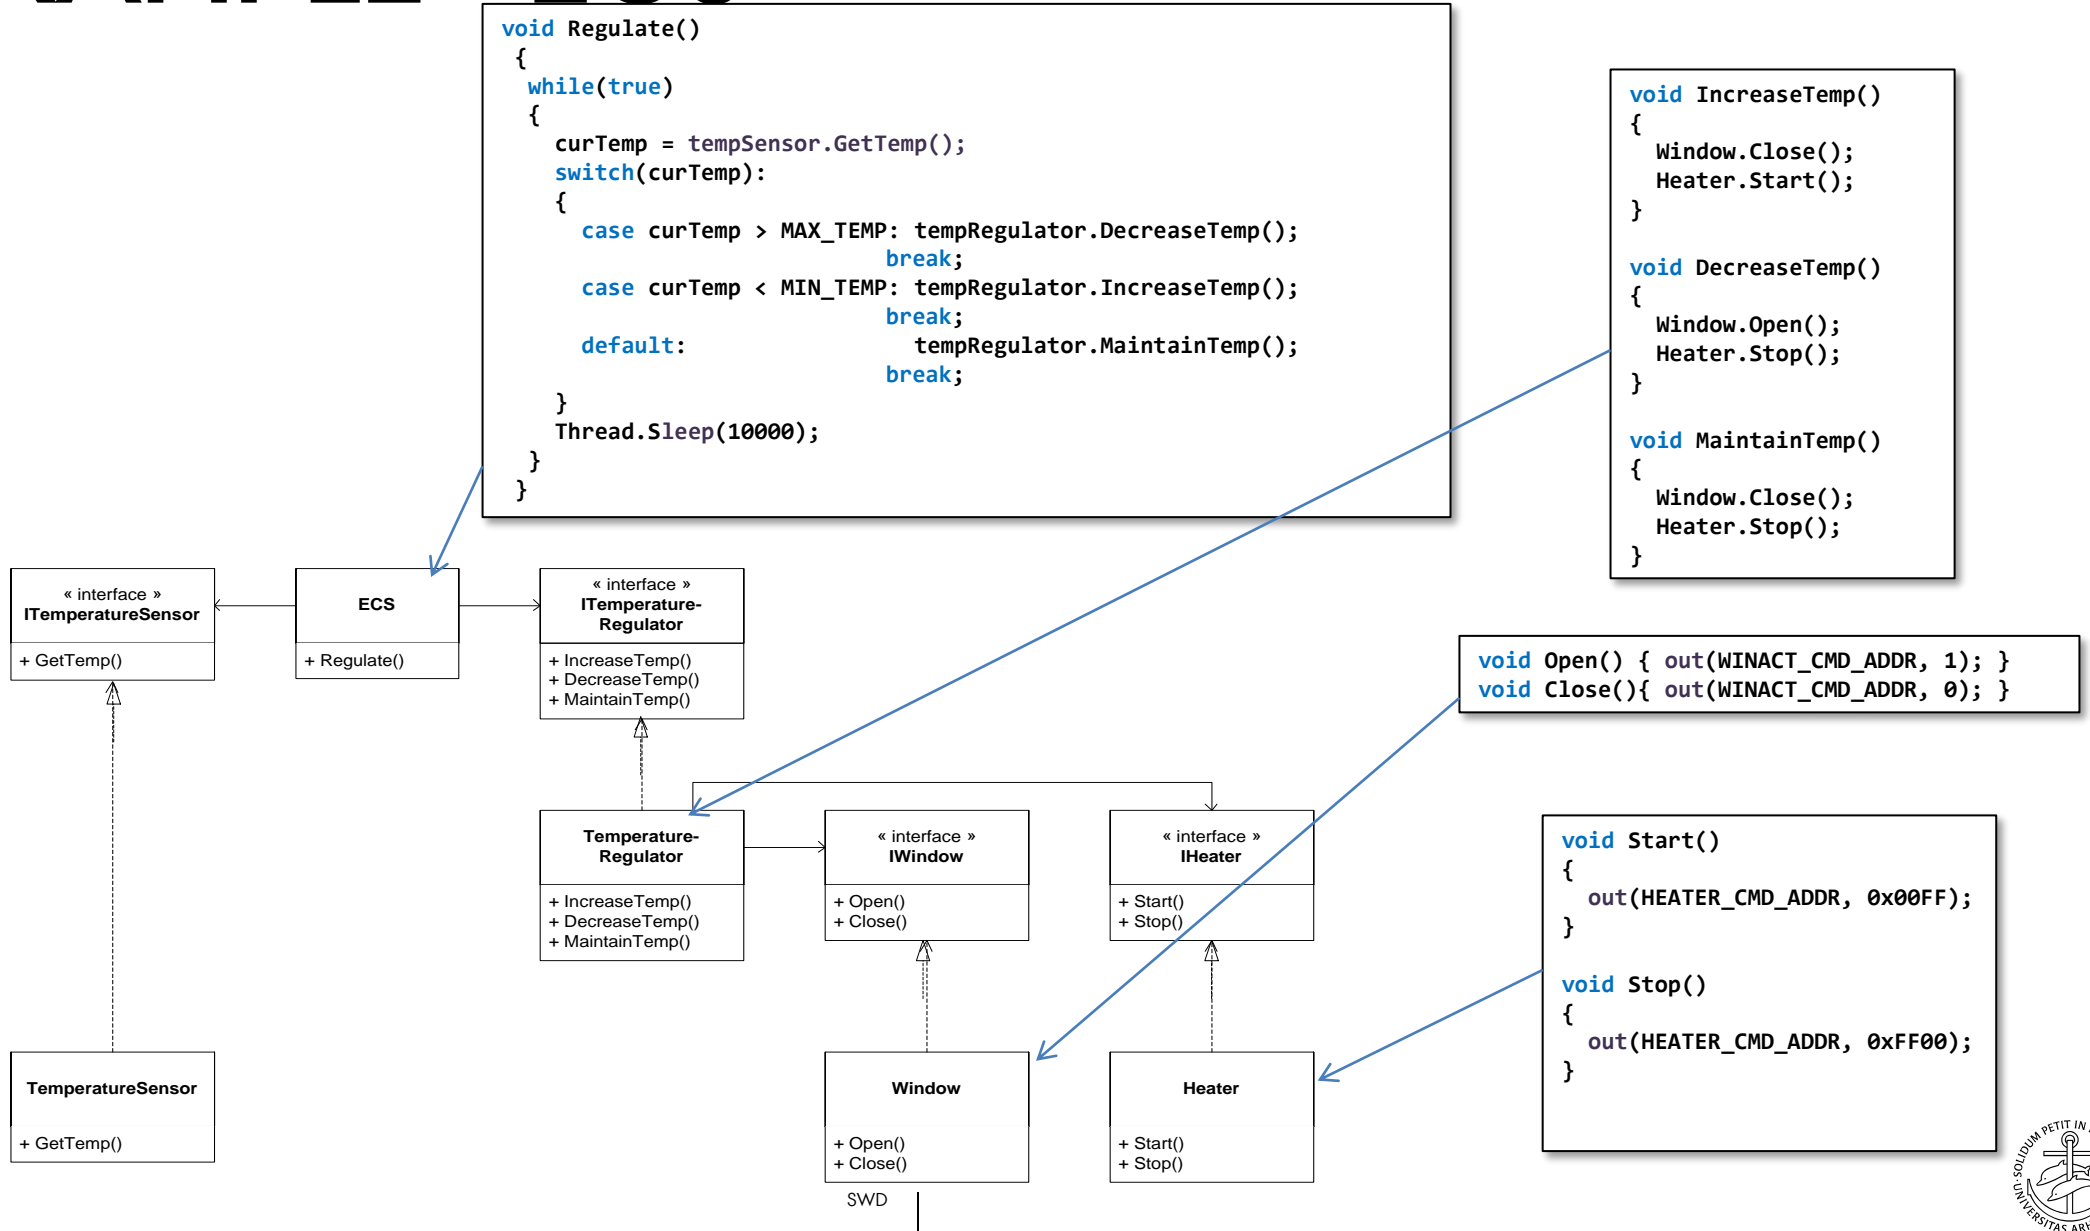 void Regulate()
{
while(true)
{
curTemp = tempSensor.GetTemp();
switch(curTemp):
{
case curTemp > MAX_TEMP: tempRegulator.DecreaseTemp();
break;
case curTemp < MIN_TEMP: tempRegulator.IncreaseTemp();
break;
default: tempRegulator.MaintainTemp();
break;
}
Thread.Sleep(10000);
}
}
void IncreaseTemp()
{
Window.Close();
Heater.Start();
}
void DecreaseTemp()
{
Window.Open();
Heater.Stop();
}
void MaintainTemp()
{
Window.Close();
Heater.Stop();
}
« interface »
ITemperatureSensor
+ GetTemp()
ECS
+ Regulate()
« interface »
ITemperature-
Regulator
+ IncreaseTemp()
+ DecreaseTemp()
+ MaintainTemp()
void Open() { out(WINACT_CMD_ADDR, 1); }
void Close(){ out(WINACT_CMD_ADDR, 0); }
Temperature-
Regulator
+ IncreaseTemp()
+ DecreaseTemp()
+ MaintainTemp()
« interface »
IWindow
+ Open()
+ Close()
« interface »
IHeater
+ Start()
+ Stop()
void Start()
{
out(HEATER_CMD_ADDR, 0x00FF);
}
void Stop()
{
out(HEATER_CMD_ADDR, 0xFF00);
}
TemperatureSensor
+ GetTemp()
Window
+ Open()
+ Close()
Heater
+ Start()
+ Stop()
SWD
SOLIDUM PETIT IN